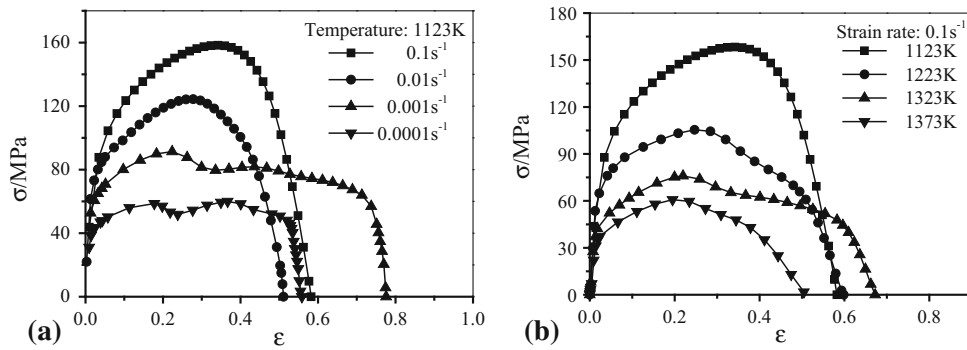 Temperature: 1123K
0.1s⁻¹
0.01s⁻¹
0.001s⁻¹
0.0001s⁻¹
160
120
80
40
0
σ/MPa
0.0 0.2 0.4 0.6 0.8 1.0
ε
(a)
Strain rate: 0.1s⁻¹
1123K
1223K
1323K
1373K
180
150
120
90
60
30
0
σ/MPa
0.0 0.2 0.4 0.6 0.8
ε
(b)